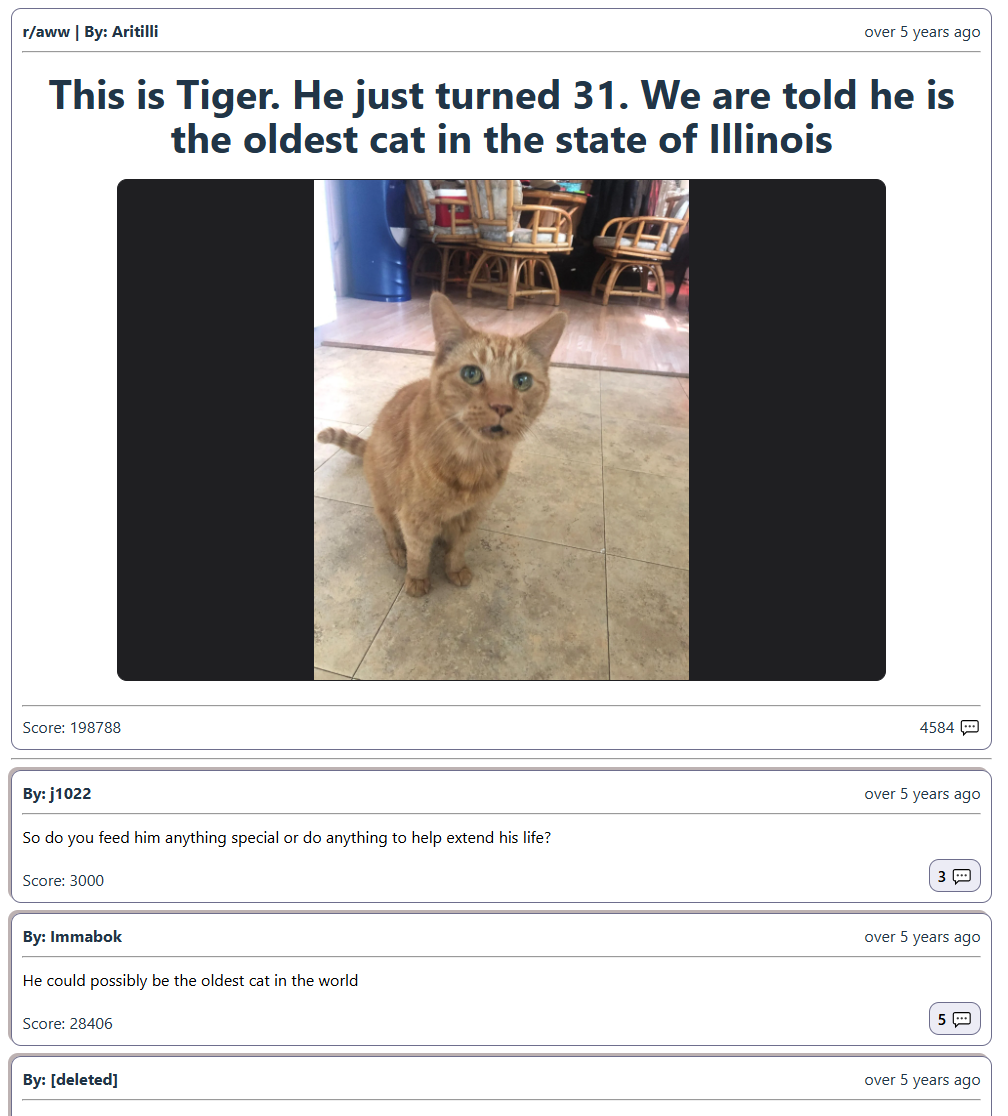 r/aww | By: Aritilli
over 5 years ago
This is Tiger. He just turned 31. We are told he is
the oldest cat in the state of Illinois
Score: 198788
4584
By: j1022
over 5 years ago
So do you feed him anything special or do anything to help extend his life?
Score: 3000
3
By: Immabok
over 5 years ago
He could possibly be the oldest cat in the world
Score: 28406
5
By: [deleted]
over 5 years ago